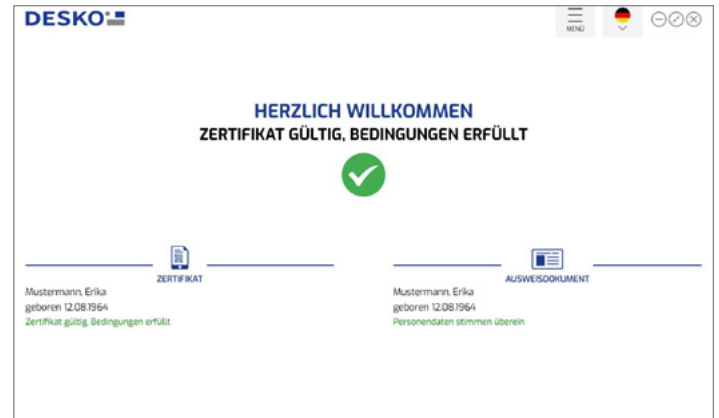 DESKO
MENÜ
HERZLICH WILLKOMMEN
ZERTIFIKAT GÜLTIG, BEDINGUNGEN ERFÜLLT
ZERTIFIKAT
Mustermann, Erika
geboren 12.08.1964
Zertifikat gültig, Bedingungen erfüllt
AUSWEISDOKUMENT
Mustermann, Erika
geboren 12.08.1964
Personendaten stimmen überein